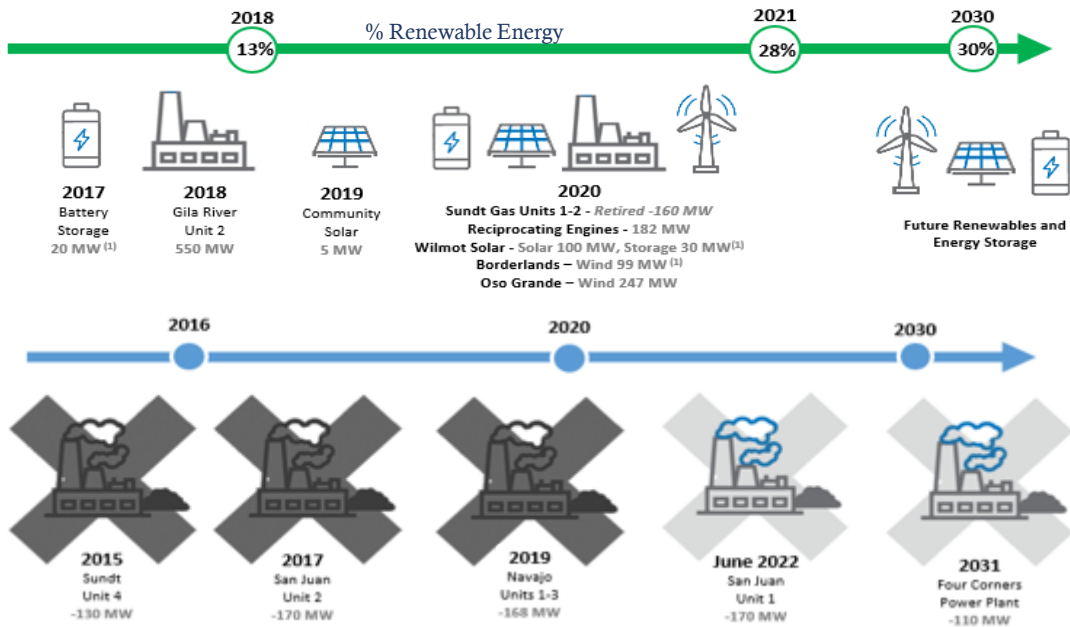 2018
2021
2030
% Renewable Energy
13%
28%
30%
2017
Battery
Storage
20 MW (1)
2018
Gila River
Unit 2
550 MW
2019
Community
Solar
5 MW
2020
Sundt Gas Units 1-2 - Retired -160 MW
Reciprocating Engines - 182 MW
Wilmot Solar - Solar 100 MW, Storage 30 MW(1)
Borderlands – Wind 99 MW (1)
Oso Grande – Wind 247 MW
Future Renewables and
Energy Storage
2016
2020
2030
2015
Sundt
Unit 4
-130 MW
2017
San Juan
Unit 2
-170 MW
2019
Navajo
Units 1-3
-168 MW
June 2022
San Juan
Unit 1
-170 MW
2031
Four Corners
Power Plant
-110 MW